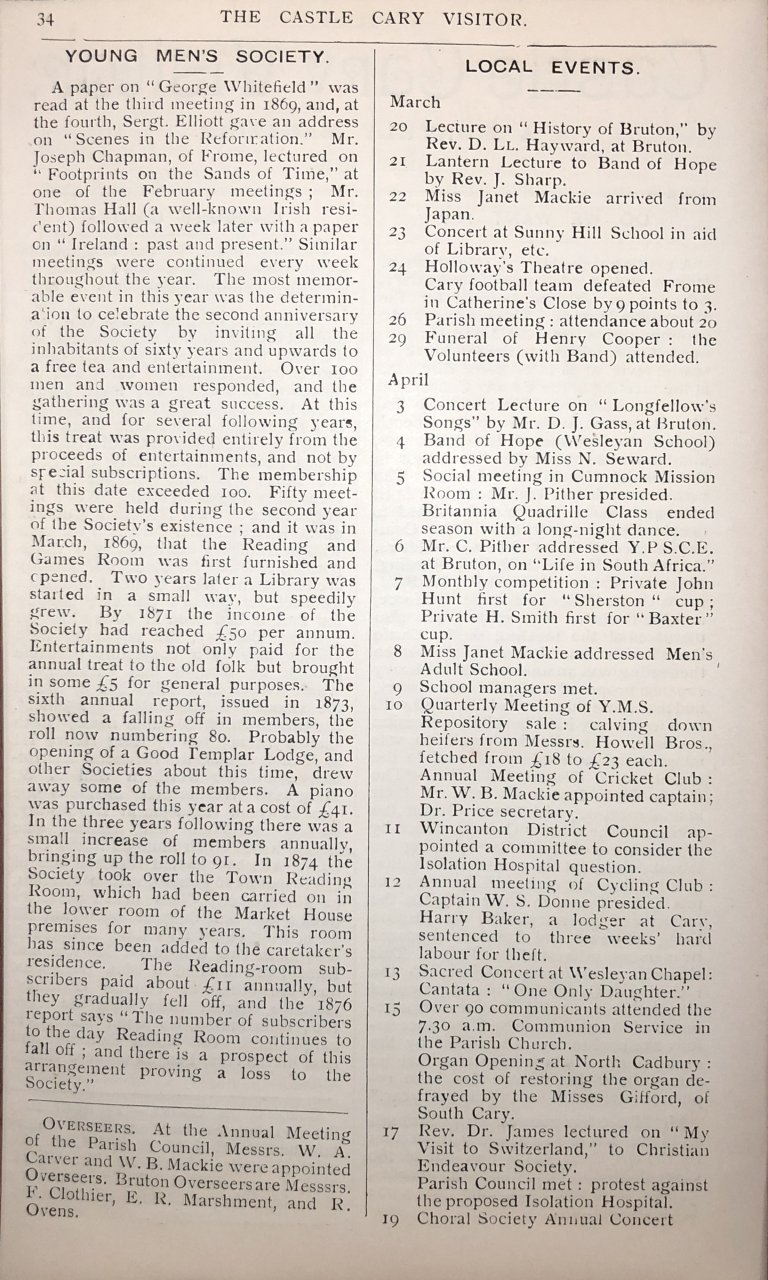 34
THE CASTLE CARY VISITOR.
YOUNG MEN'S SOCIETY.
A paper on "George Whitefield" was
read at the third meeting in 1869, and, at
the fourth, Sergt. Elliott gave an address
on "Scenes in the Reformation." Mr.
Joseph Chapman, of Frome, lectured on
"Footprints on the Sands of Time," at
one of the February meetings; Mr.
Thomas Hall (a well-known Irish resi-
dent) followed a week later with a paper
on "Ireland: past and present." Similar
meetings were continued every week
throughout the year. The most memor-
able event in this year was the determin-
ation to celebrate the second anniversary
of the Society by inviting all the
inhabitants of sixty years and upwards to
a free tea and entertainment. Over 100
men and women responded, and the
gathering was a great success. At this
time, and for several following years,
this treat was provided entirely from the
proceeds of entertainments, and not by
special subscriptions. The membership
at this date exceeded 100. Fifty meet-
ings were held during the second year
of the Society's existence; and it was in
March, 1869, that the Reading and
Games Room was first furnished and
opened. Two years later a Library was
started in a small way, but speedily
grew. By 1871 the income of the
Society had reached £50 per annum.
Entertainments not only paid for the
annual treat to the old folk but brought
in some £5 for general purposes. The
sixth annual report, issued in 1873,
showed a falling off in members, the
roll now numbering 80. Probably the
opening of a Good Templar Lodge, and
other Societies about this time, drew
away some of the members. A piano
was purchased this year at a cost of £41.
In the three years following there was a
small increase of members annually,
bringing up the roll to 91. In 1874 the
Society took over the Town Reading
Room, which had been carried on in
the lower room of the Market House
premises for many years. This room
has since been added to the caretaker's
residence. The Reading-room sub-
scribers paid about £11 annually, but
they gradually fell off, and the 1876
report says "The number of subscribers
to the day Reading Room continues to
fall off; and there is a prospect of this
arrangement proving a loss to the
Society."
OVERSEERS. At the Annual Meeting
of the Parish Council, Messrs. W. A.
Carver and W. B. Mackie were appointed
Overseers. Bruton Overseers are Messsrs.
F. Clothier, E. R. Marshment, and R.
Ovens.
LOCAL EVENTS.
March
20 Lecture on "History of Bruton," by
Rev. D. LL. Hayward, at Bruton.
21 Lantern Lecture to Band of Hope
by Rev. J. Sharp.
22 Miss Janet Mackie arrived from
Japan.
23 Concert at Sunny Hill School in aid
of Library, etc.
24 Holloway's Theatre opened.
Cary football team defeated Frome
in Catherine's Close by 9 points to 3.
26 Parish meeting: attendance about 20
29 Funeral of Henry Cooper: the
Volunteers (with Band) attended.
April
3 Concert Lecture on "Longfellow's
Songs" by Mr. D. J. Gass, at Bruton.
4 Band of Hope (Wesleyan School)
addressed by Miss N. Seward.
5 Social meeting in Cumnock Mission
Room: Mr. J. Pither presided.
Britannia Quadrille Class ended
season with a long-night dance.
6 Mr. C. Pither addressed Y.P S.C.E.
at Bruton, on "Life in South Africa."
7 Monthly competition: Private John
Hunt first for "Sherston" cup;
Private H. Smith first for "Baxter"
cup.
8 Miss Janet Mackie addressed Men's
Adult School.
9 School managers met.
10 Quarterly Meeting of Y.M.S.
Repository sale: calving down
heifers from Messrs. Howell Bros.,
fetched from £18 to £23 each.
Annual Meeting of Cricket Club:
Mr. W. B. Mackie appointed captain;
Dr. Price secretary.
11 Wincanton District Council ap-
pointed a committee to consider the
Isolation Hospital question.
12 Annual meeting of Cycling Club:
Captain W. S. Donne presided.
Harry Baker, a lodger at Cary,
sentenced to three weeks' hard
labour for theft.
13 Sacred Concert at Wesleyan Chapel:
Cantata: "One Only Daughter."
15 Over 90 communicants attended the
7.30 a.m. Communion Service in
the Parish Church.
Organ Opening at North Cadbury:
the cost of restoring the organ de-
frayed by the Misses Gifford, of
South Cary.
17 Rev. Dr. James lectured on "My
Visit to Switzerland," to Christian
Endeavour Society.
Parish Council met: protest against
the proposed Isolation Hospital.
19 Choral Society Annual Concert